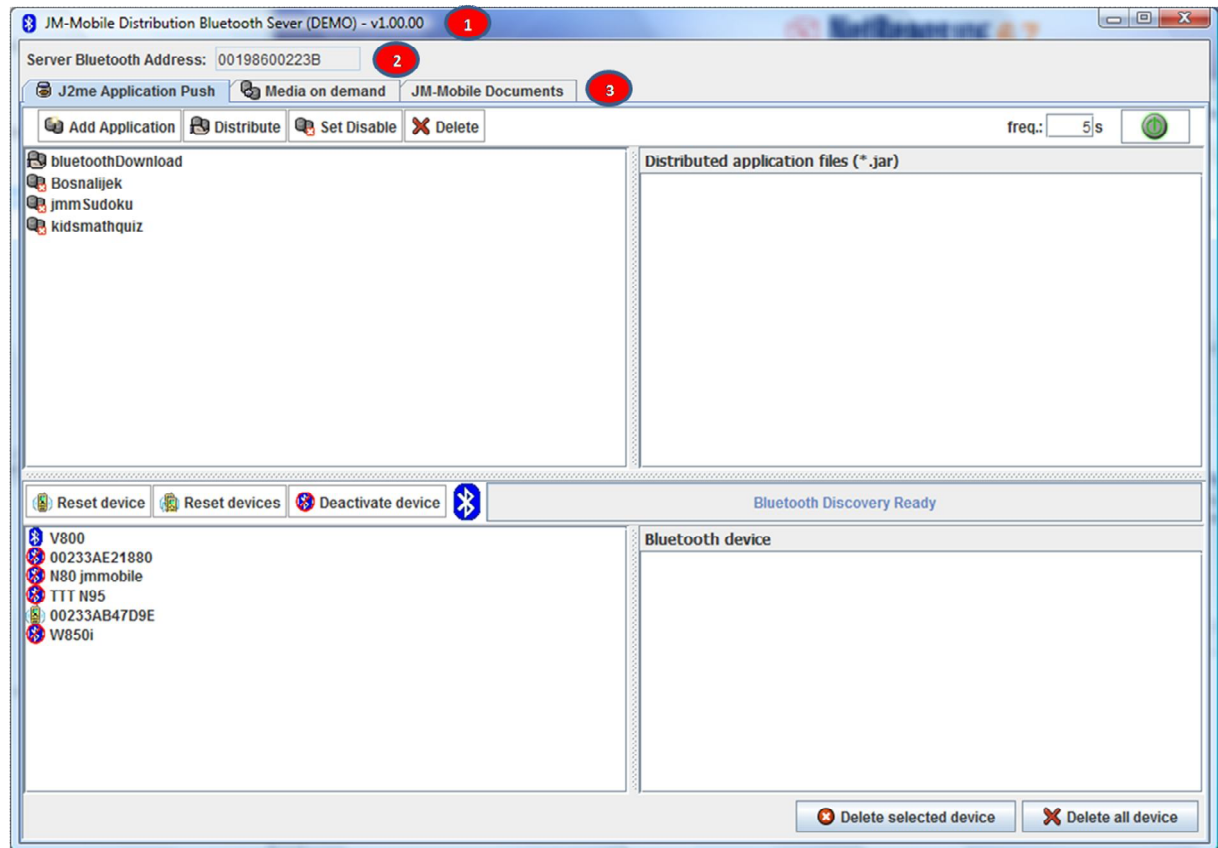 JM-Mobile Distribution Bluetooth Sever (DEMO) - v1.00.00 1
Server Bluetooth Address: 00198600223B 2
J2me Application Push Media on demand JM-Mobile Documents 3
Add Application Distribute Set Disable Delete freq.: 5 s
bluetoothDownload
Bosnalijek
jmmSudoku
kidsmathquiz
Distributed application files (*.jar)
Reset device Reset devices Deactivate device Bluetooth Discovery Ready
V800
00233AE21880
N80 jmmobile
TTT N95
00233AB47D9E
W850i
Bluetooth device
Delete selected device Delete all device